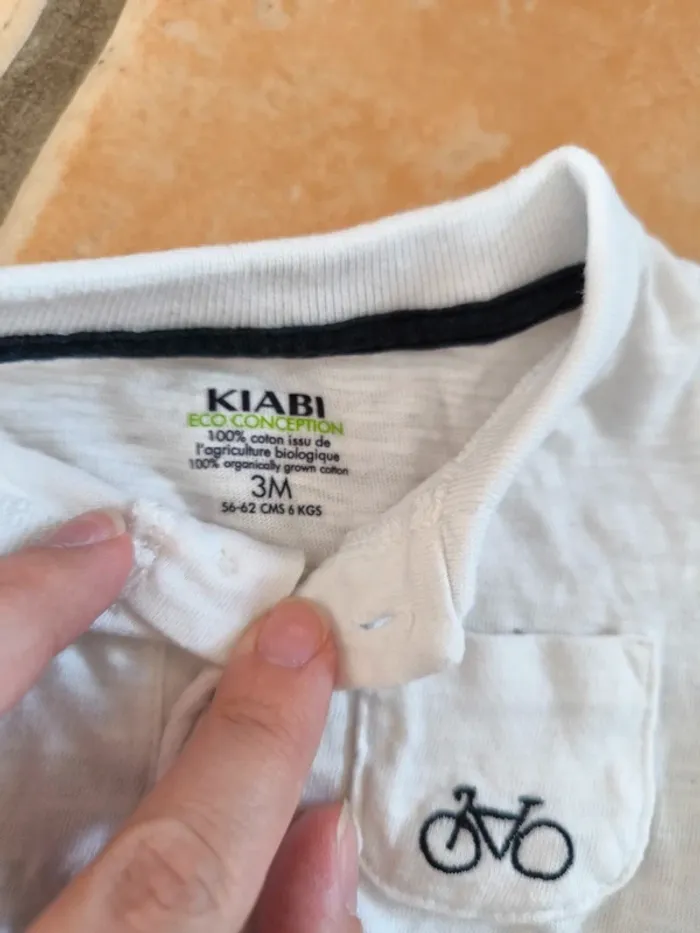 KIABI
ECO CONCEPTION
100% coton issu de
l'agriculture biologique
100% organically grown cotton
3M
56-62 CMS 6 KGS